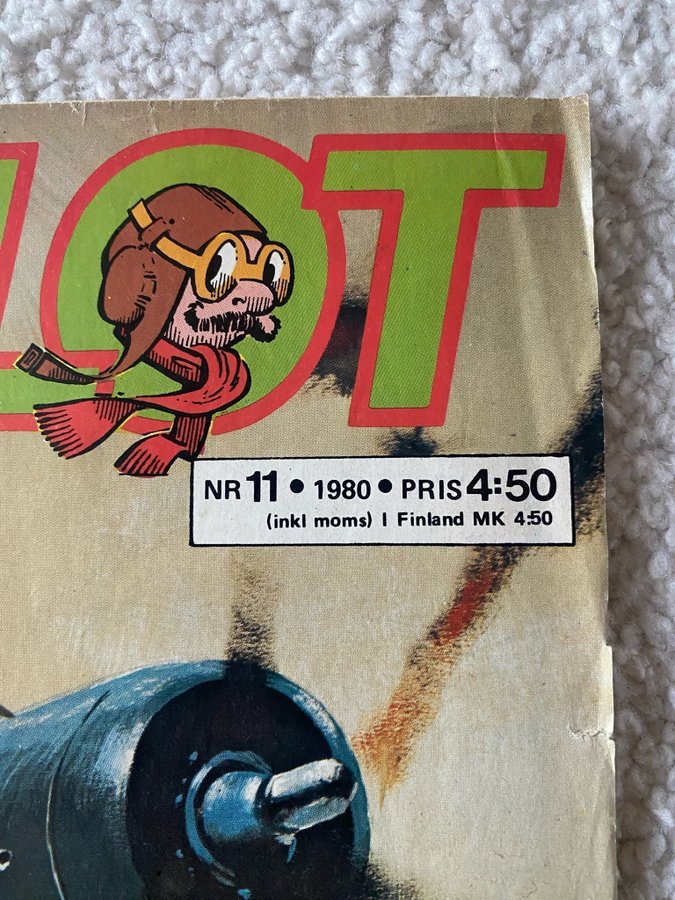 LOT
NR 11 • 1980 • PRIS 4:50
(inkl moms) I Finland MK 4:50